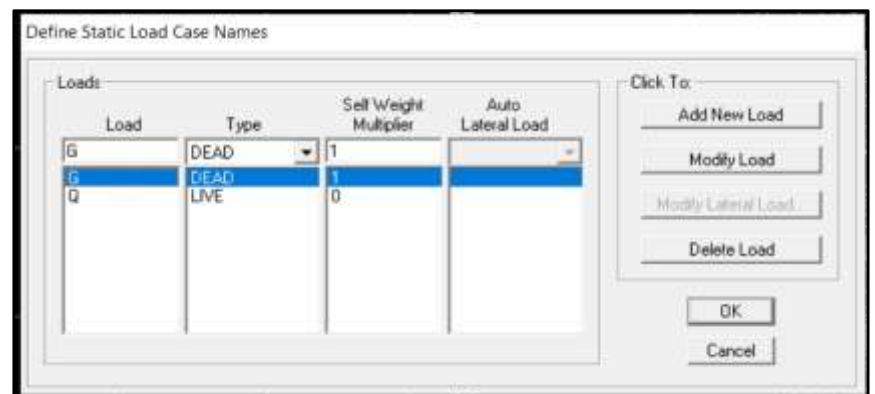 Define Static Load Case Names
Loads
Click To:
Load Type Self Weight Multiplier Auto Lateral Load
G DEAD 1
G DEAD 1
Q LIVE 0
Add New Load
Modify Load
Modify Lateral Load...
Delete Load
OK
Cancel